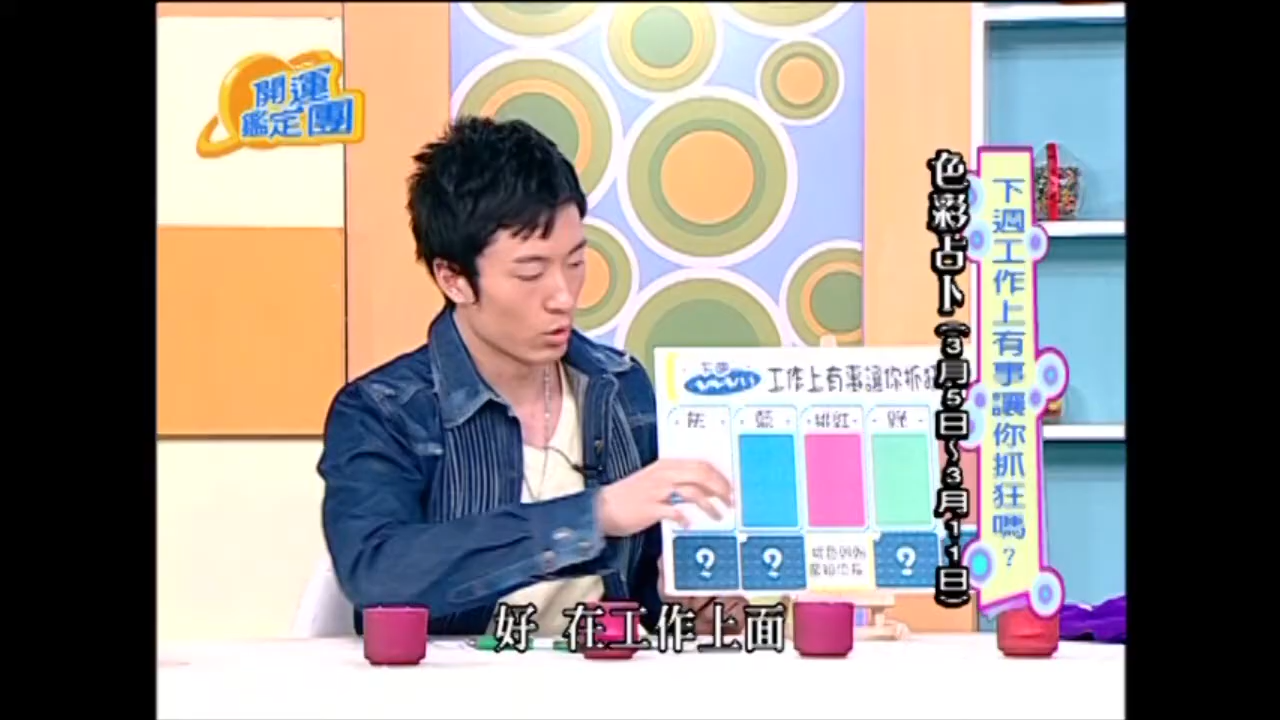 開運
鑑定團
色彩占卜(3月5日~3月11日)
下週工作上有事讓你抓狂嗎?
工作上有事讓你抓狂
藍
桃紅
綠
?
?
?
好 在工作上面